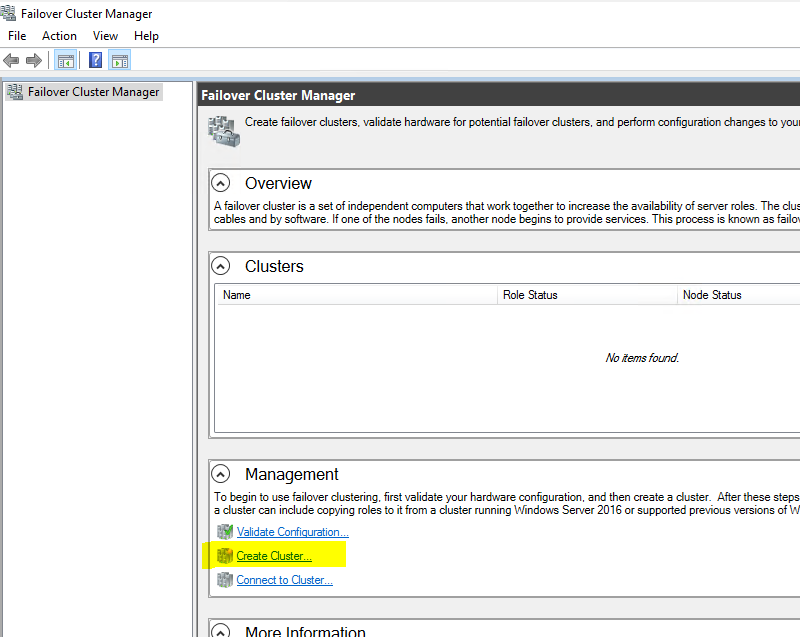 Failover Cluster Manager
File Action View Help
Failover Cluster Manager
Failover Cluster Manager
Create failover clusters, validate hardware for potential failover clusters, and perform configuration changes to your
Overview
A failover cluster is a set of independent computers that work together to increase the availability of server roles. The clus
cables and by software. If one of the nodes fails, another node begins to provide services. This process is known as failo
Clusters
Name Role Status Node Status
No items found.
Management
To begin to use failover clustering, first validate your hardware configuration, and then create a cluster. After these steps
a cluster can include copying roles to it from a cluster running Windows Server 2016 or supported previous versions of W
Validate Configuration...
Create Cluster...
Connect to Cluster...
More Information